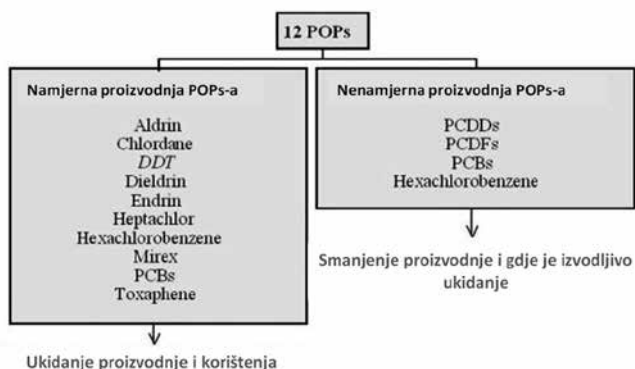 12 POPs
Namjerna proizvodnja POPs-a
Aldrin
Chlordane
DDT
Dieldrin
Endrin
Heptachlor
Hexachlorobenzene
Mirex
PCBs
Toxaphene
Ukidanje proizvodnje i korištenja
Nenamjerna proizvodnja POPs-a
PCDDs
PCDFs
PCBs
Hexachlorobenzene
Smanjenje proizvodnje i gdje je izvodljivo
ukidanje